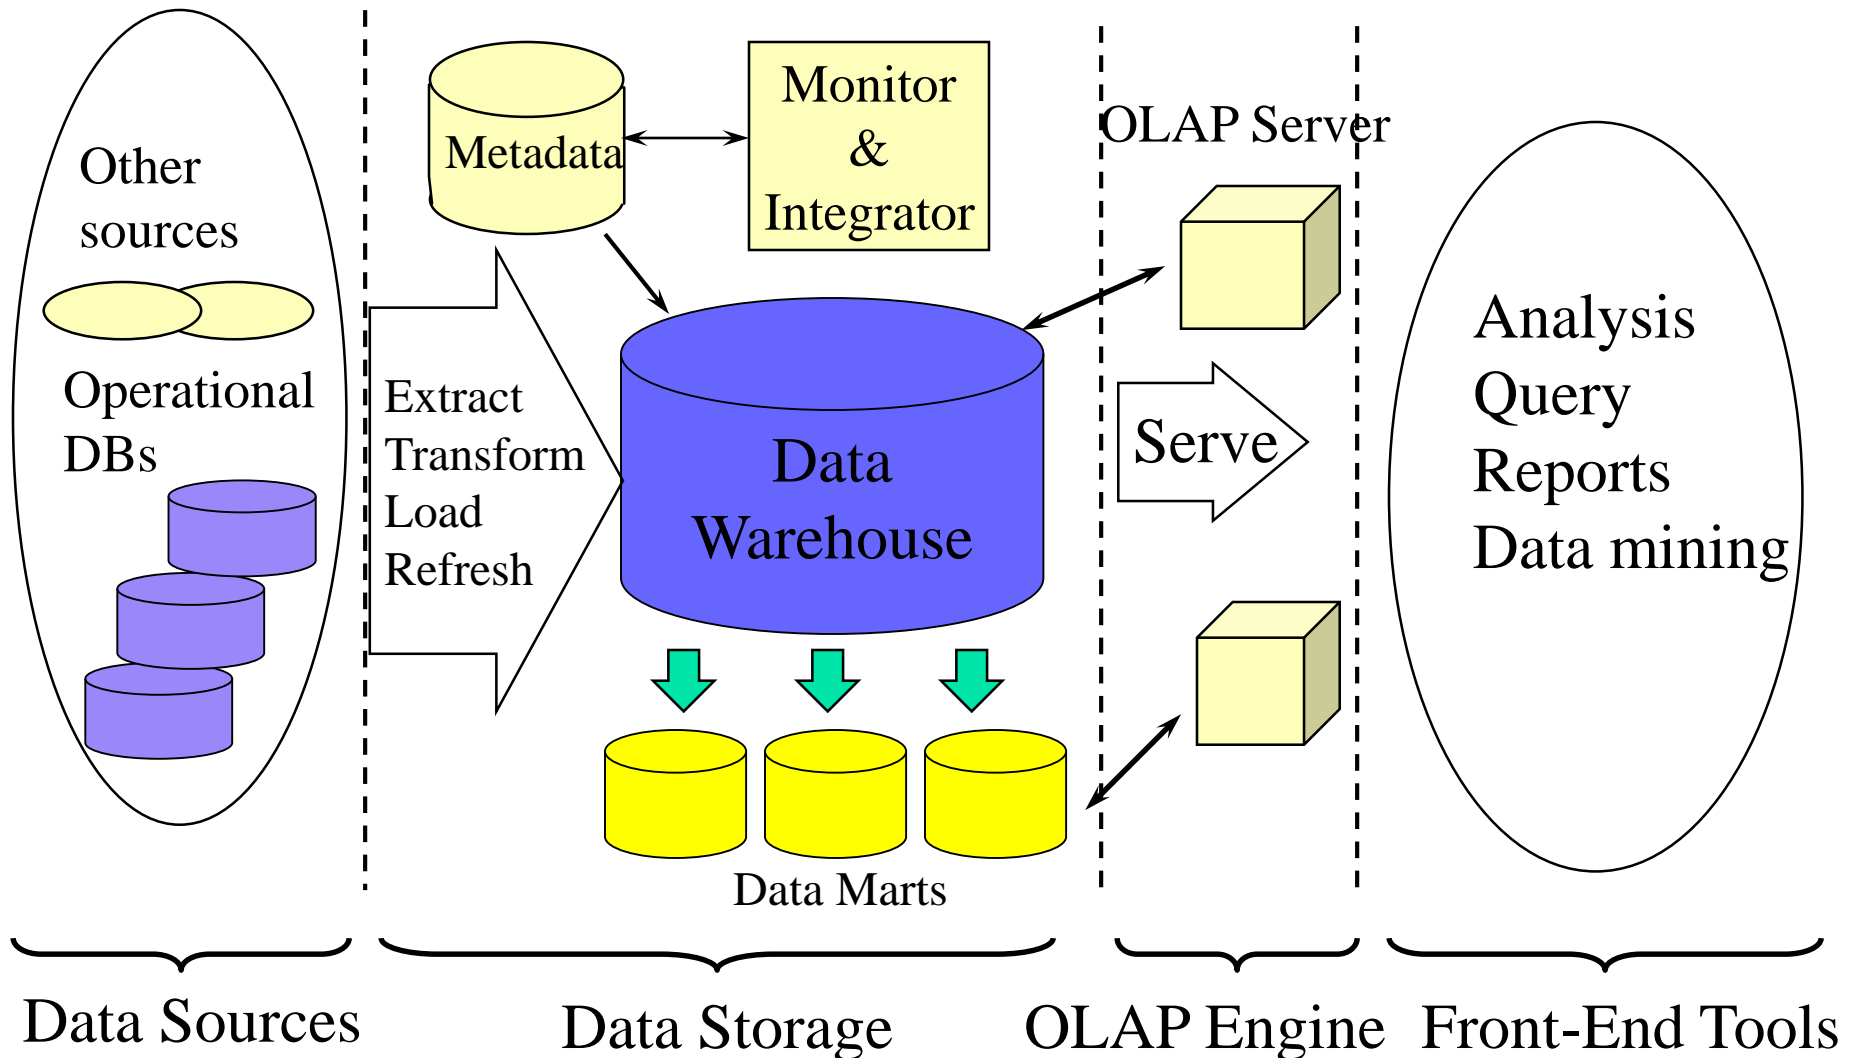 Other
sources
Operational
DBs
Metadata
Monitor
&
Integrator
Extract
Transform
Load
Refresh
Data
Warehouse
Data Marts
OLAP Server
Serve
Analysis
Query
Reports
Data mining
Data Sources
Data Storage
OLAP Engine
Front-End Tools